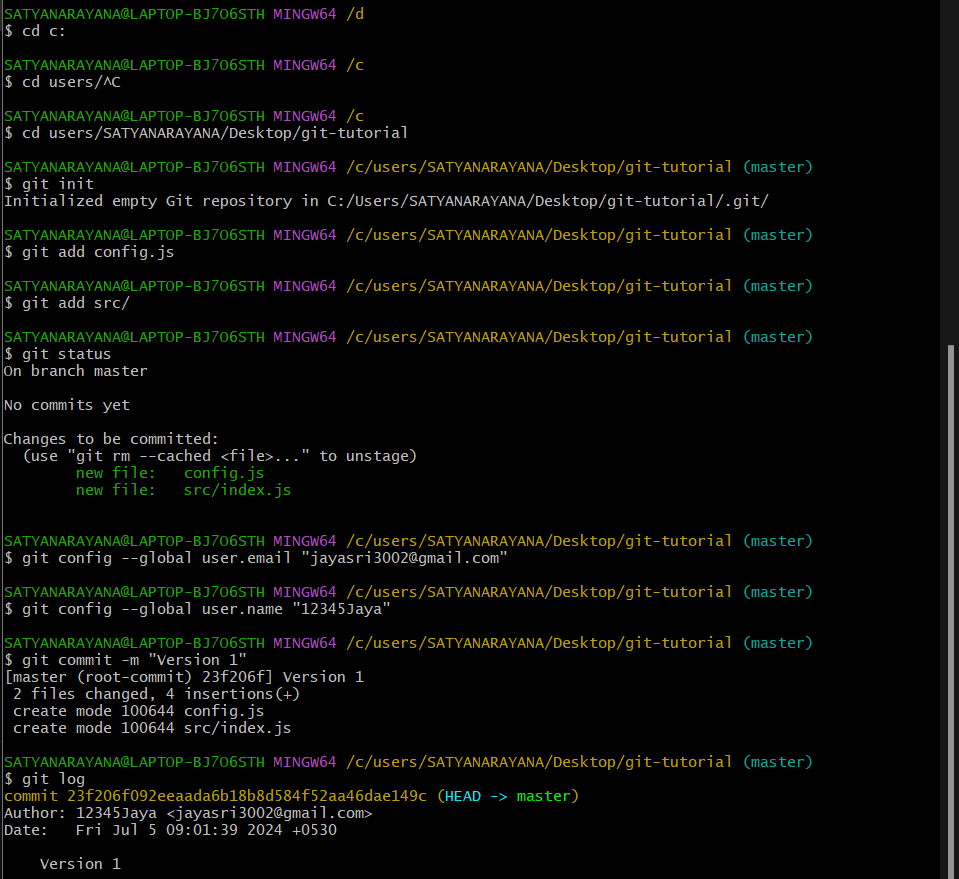 SATYANARAYANA@LAPTOP-BJ7O6STH MINGW64 /d
$ cd c:
SATYANARAYANA@LAPTOP-BJ7O6STH MINGW64 /c
$ cd users/^C
SATYANARAYANA@LAPTOP-BJ7O6STH MINGW64 /c
$ cd users/SATYANARAYANA/Desktop/git-tutorial
SATYANARAYANA@LAPTOP-BJ7O6STH MINGW64 /c/users/SATYANARAYANA/Desktop/git-tutorial (master)
$ git init
Initialized empty Git repository in C:/Users/SATYANARAYANA/Desktop/git-tutorial/.git/
SATYANARAYANA@LAPTOP-BJ7O6STH MINGW64 /c/users/SATYANARAYANA/Desktop/git-tutorial (master)
$ git add config.js
SATYANARAYANA@LAPTOP-BJ7O6STH MINGW64 /c/users/SATYANARAYANA/Desktop/git-tutorial (master)
$ git add src/
SATYANARAYANA@LAPTOP-BJ7O6STH MINGW64 /c/users/SATYANARAYANA/Desktop/git-tutorial (master)
$ git status
On branch master
No commits yet
Changes to be committed:
  (use "git rm --cached <file>..." to unstage)
        new file:   config.js
        new file:   src/index.js
SATYANARAYANA@LAPTOP-BJ7O6STH MINGW64 /c/users/SATYANARAYANA/Desktop/git-tutorial (master)
$ git config --global user.email "jayasri3002@gmail.com"
SATYANARAYANA@LAPTOP-BJ7O6STH MINGW64 /c/users/SATYANARAYANA/Desktop/git-tutorial (master)
$ git config --global user.name "12345Jaya"
SATYANARAYANA@LAPTOP-BJ7O6STH MINGW64 /c/users/SATYANARAYANA/Desktop/git-tutorial (master)
$ git commit -m "Version 1"
[master (root-commit) 23f206f] Version 1
 2 files changed, 4 insertions(+)
 create mode 100644 config.js
 create mode 100644 src/index.js
SATYANARAYANA@LAPTOP-BJ7O6STH MINGW64 /c/users/SATYANARAYANA/Desktop/git-tutorial (master)
$ git log
commit 23f206f092eeaada6b18b8d584f52aa46dae149c (HEAD -> master)
Author: 12345Jaya <jayasri3002@gmail.com>
Date:   Fri Jul 5 09:01:39 2024 +0530
    Version 1